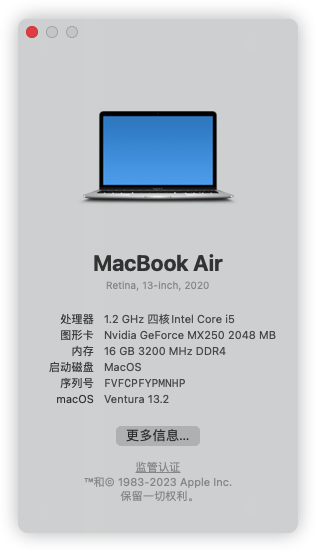 MacBook Air
Retina, 13-inch, 2020
处理器 1.2 GHz 四核Intel Core i5
图形卡 Nvidia GeForce MX250 2048 MB
内存 16 GB 3200 MHz DDR4
启动磁盘 MacOS
序列号 FVFCPFYPMNHP
macOS Ventura 13.2
更多信息...
监管认证
™和© 1983-2023 Apple Inc.
保留一切权利。